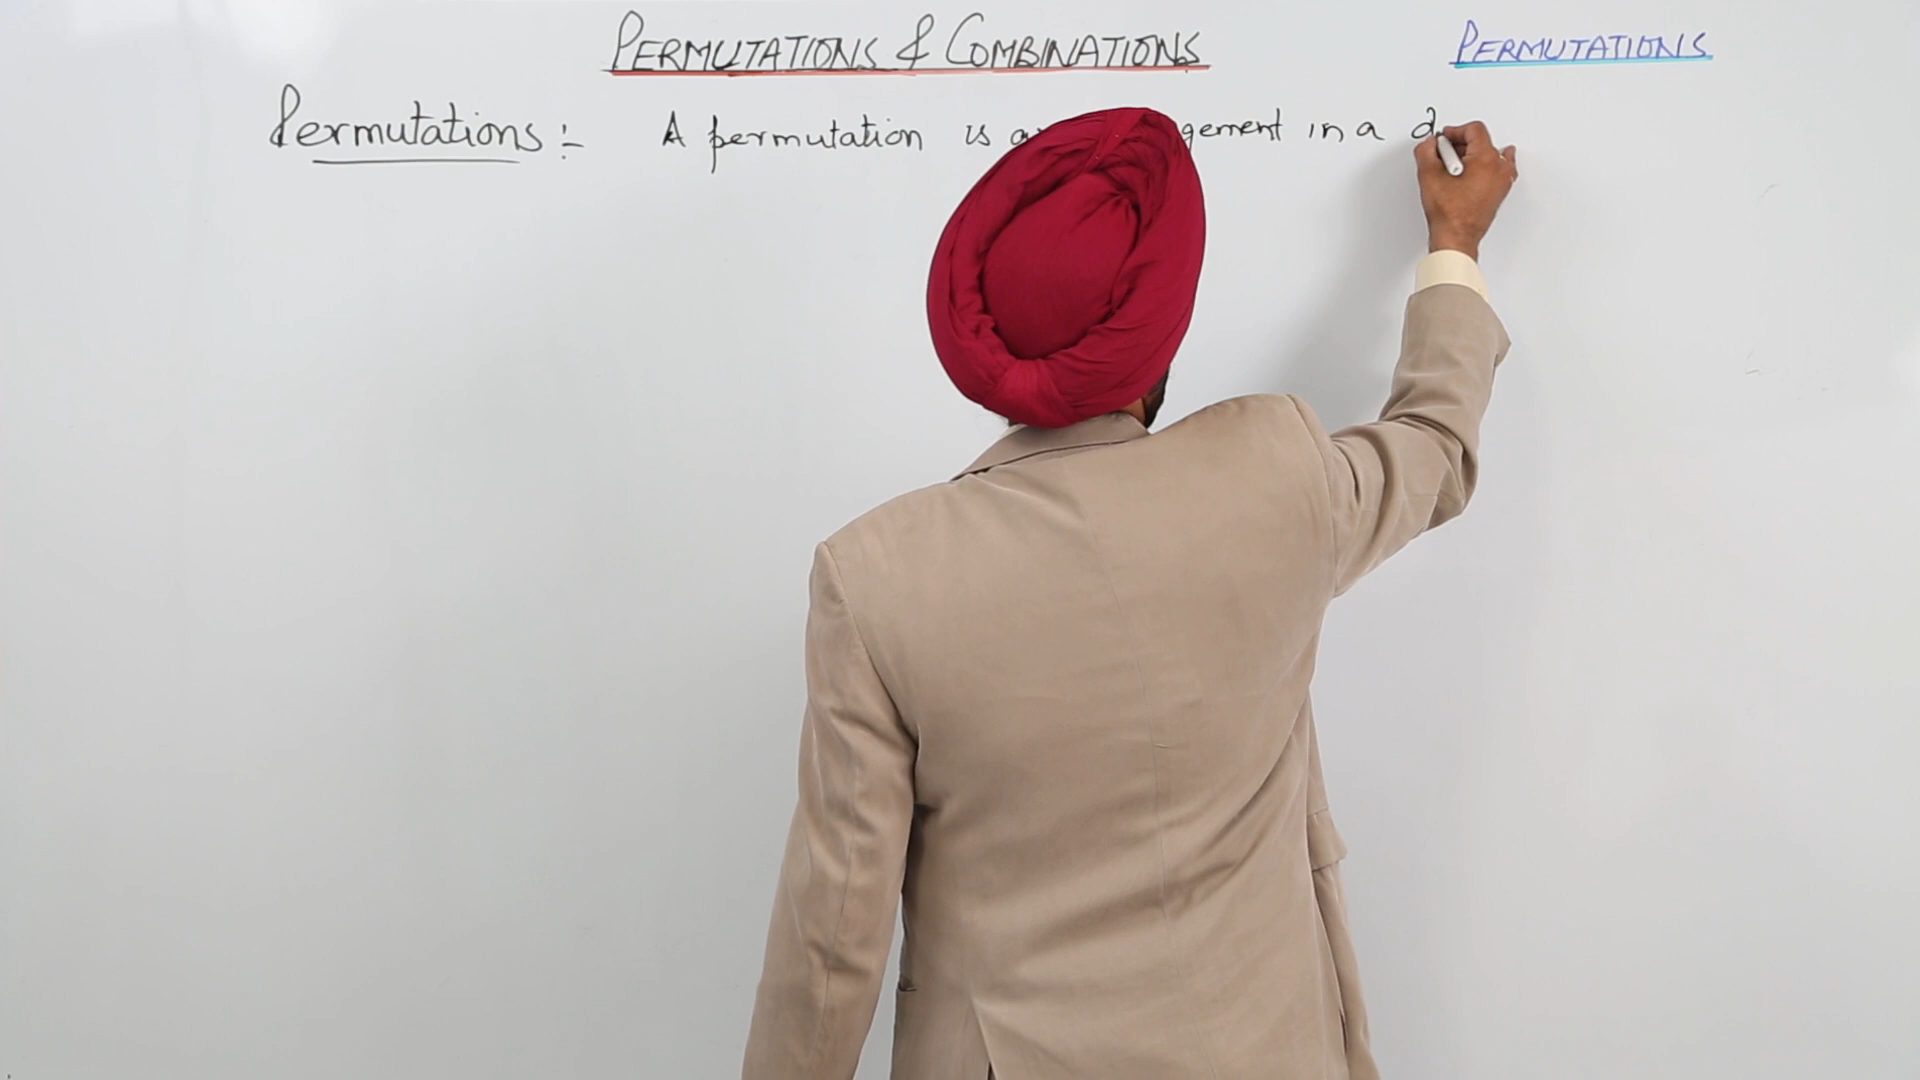 PERMUTATIONS & COMBINATIONS
PERMUTATIONS
Permutations :- A permutation is gement in a d